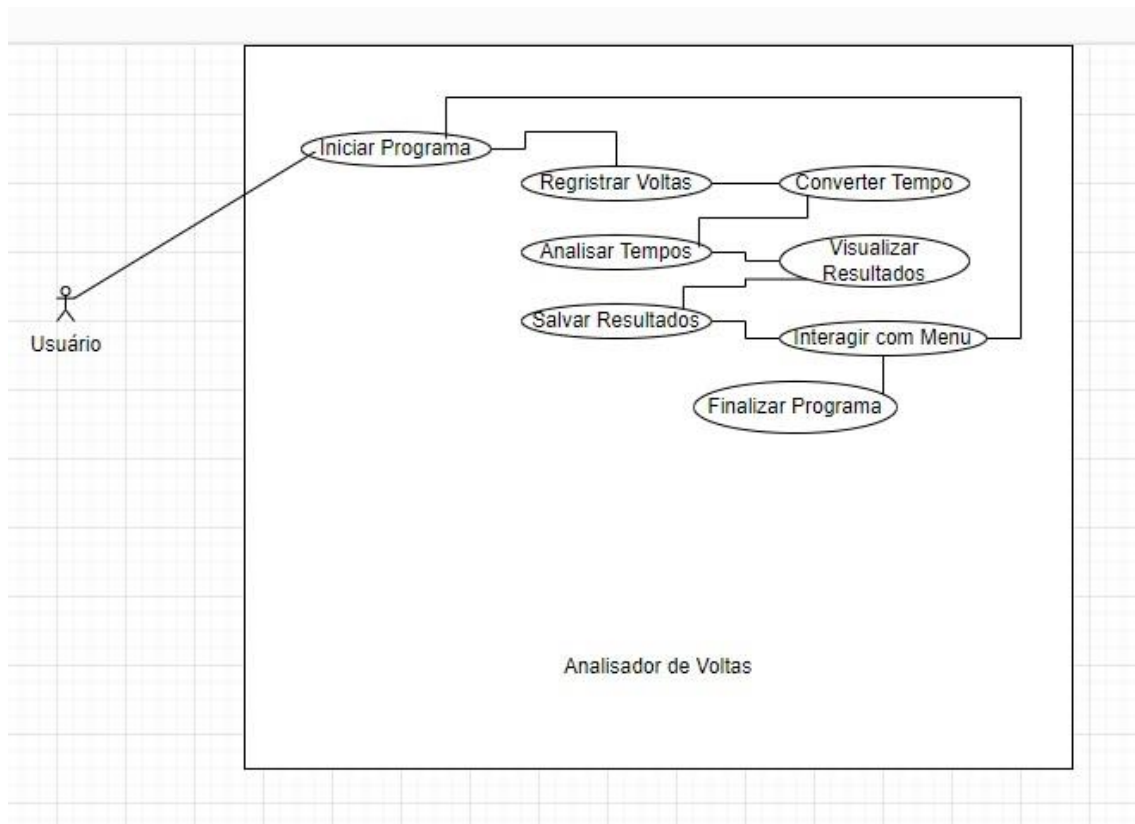 Iniciar Programa
Regristrar Voltas
Converter Tempo
Analisar Tempos
Visualizar
Resultados
Salvar Resultados
Interagir com Menu
Usuário
Finalizar Programa
Analisador de Voltas